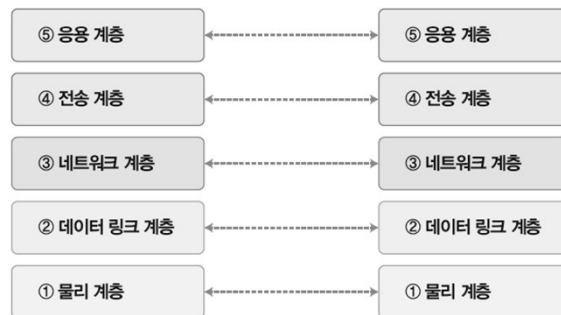 ⑤ 응용 계층
⑤ 응용 계층
④ 전송 계층
④ 전송 계층
③ 네트워크 계층
③ 네트워크 계층
② 데이터 링크 계층
② 데이터 링크 계층
① 물리 계층
① 물리 계층